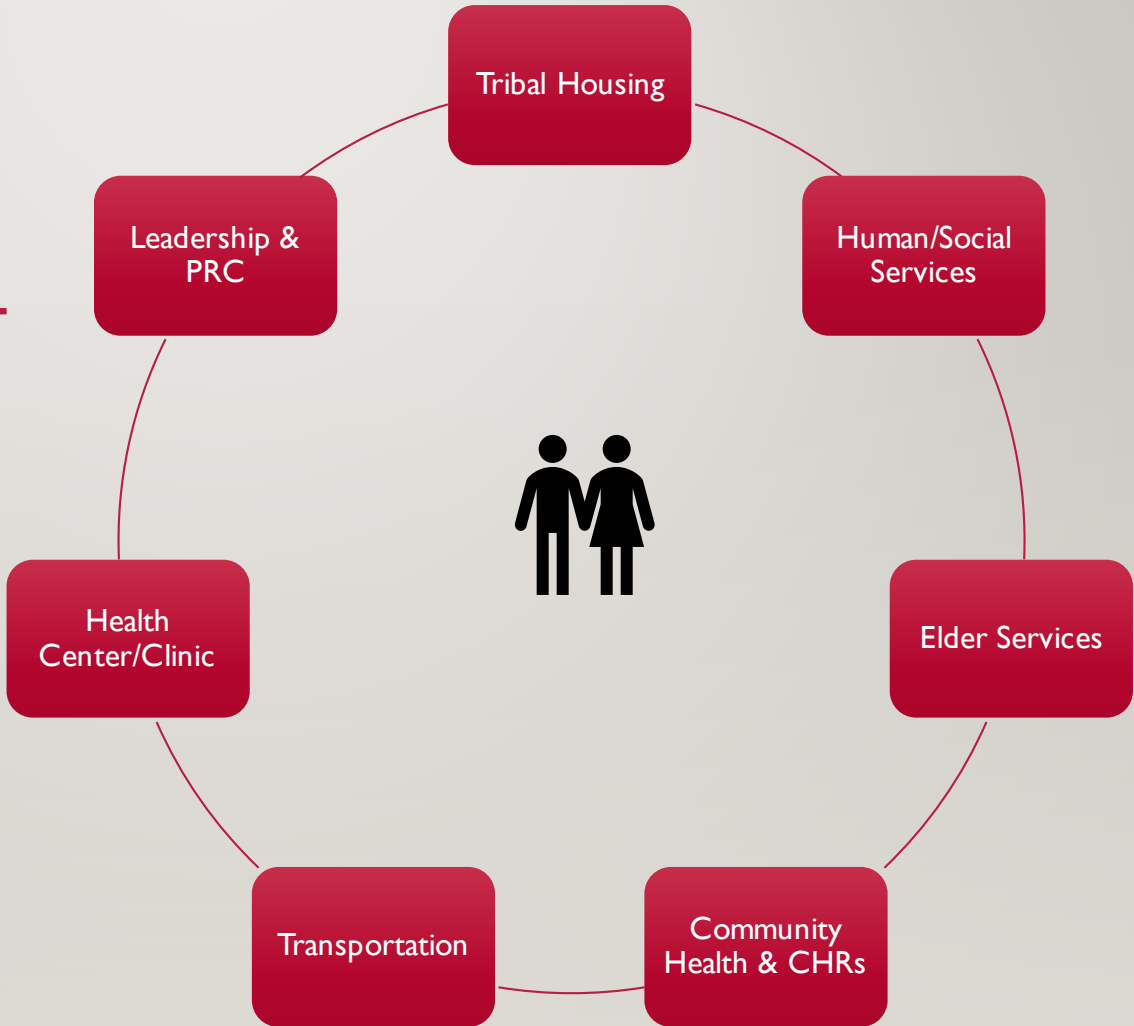 Tribal Housing
Human/Social
Services
Elder Services
Community
Health & CHRs
Transportation
Health
Center/Clinic
Leadership &
PRC